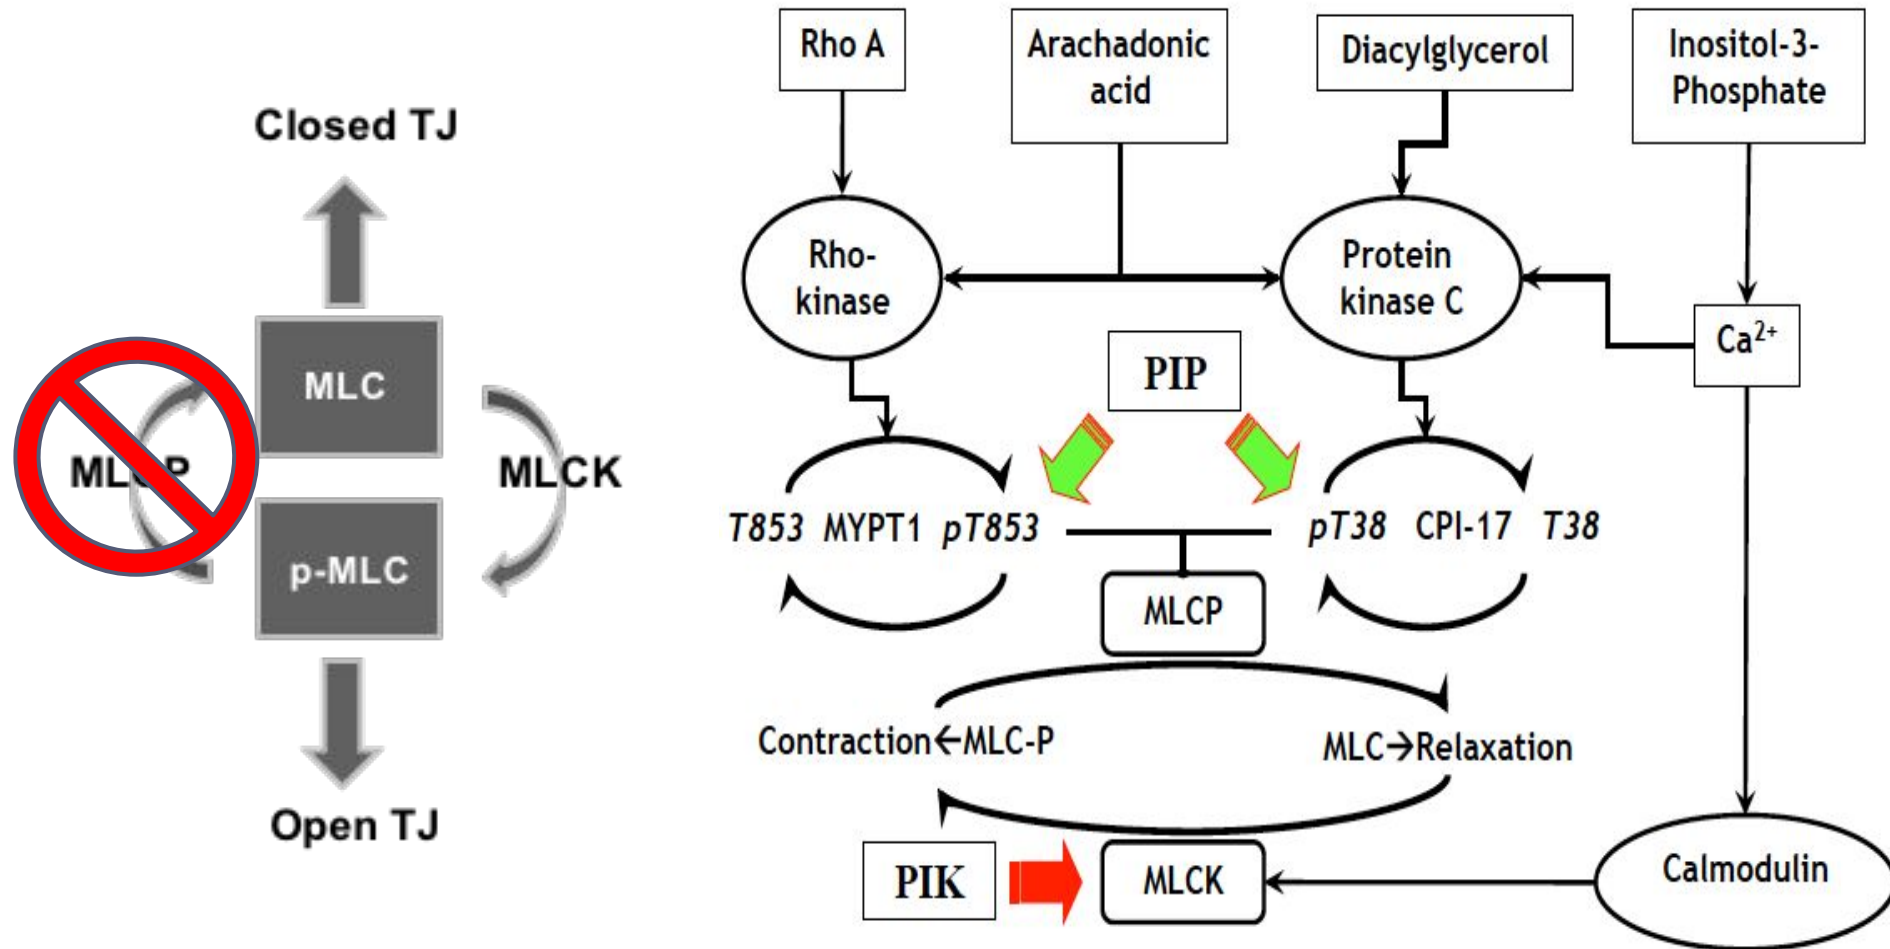 Closed TJ
MLC
MLCP
MLCK
p-MLC
Open TJ
Rho A
Arachadonic
acid
Diacylglycerol
Inositol-3-
Phosphate
Rho-
kinase
Protein
kinase C
Ca²⁺
PIP
T853 MYPT1 pT853
pT38 CPI-17 T38
MLCP
Contraction←MLC-P
MLC→Relaxation
PIK
MLCK
Calmodulin